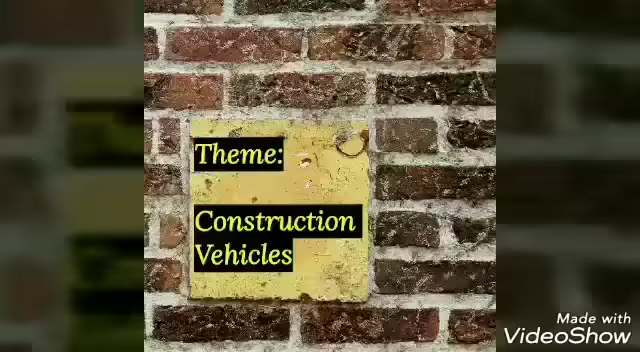 Theme:
Construction
Vehicles
Made with
VideoShow